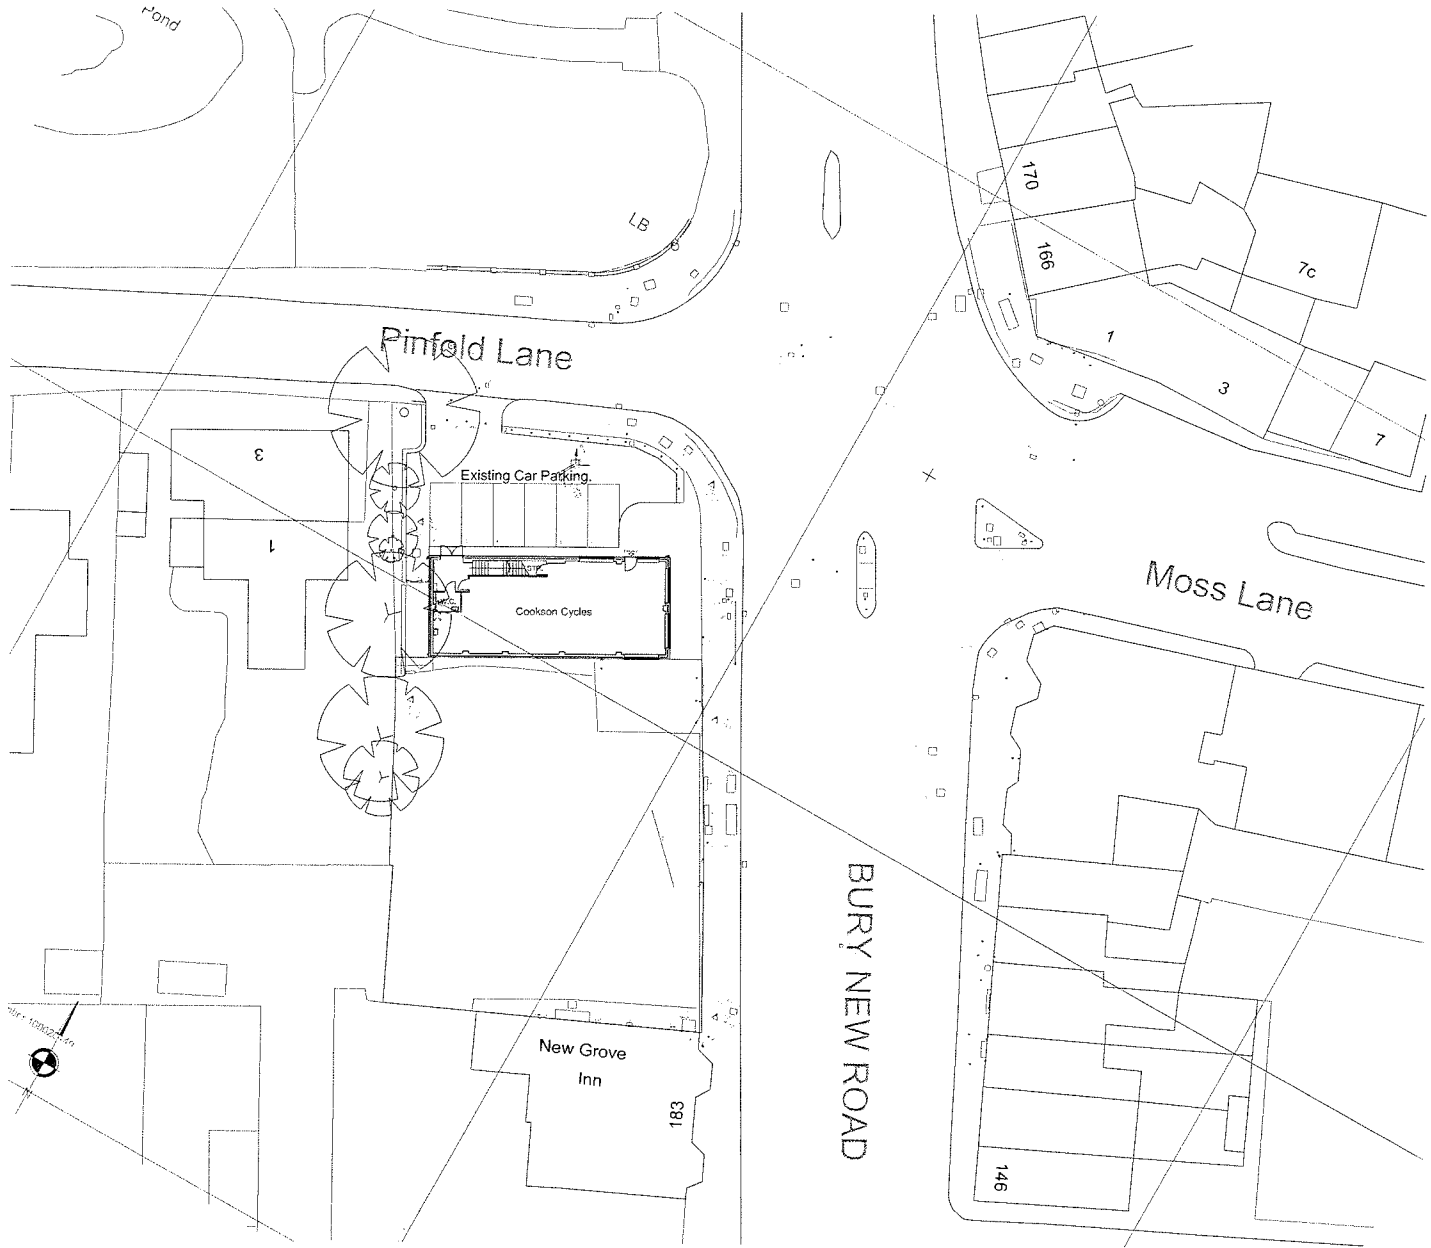 Pond
170
LB
166
7c
Pinfold Lane
1
3
7
3
Existing Car Parking.
1
Moss Lane
Cookson Cycles
BURY NEW ROAD
New Grove
Inn
183
146
N